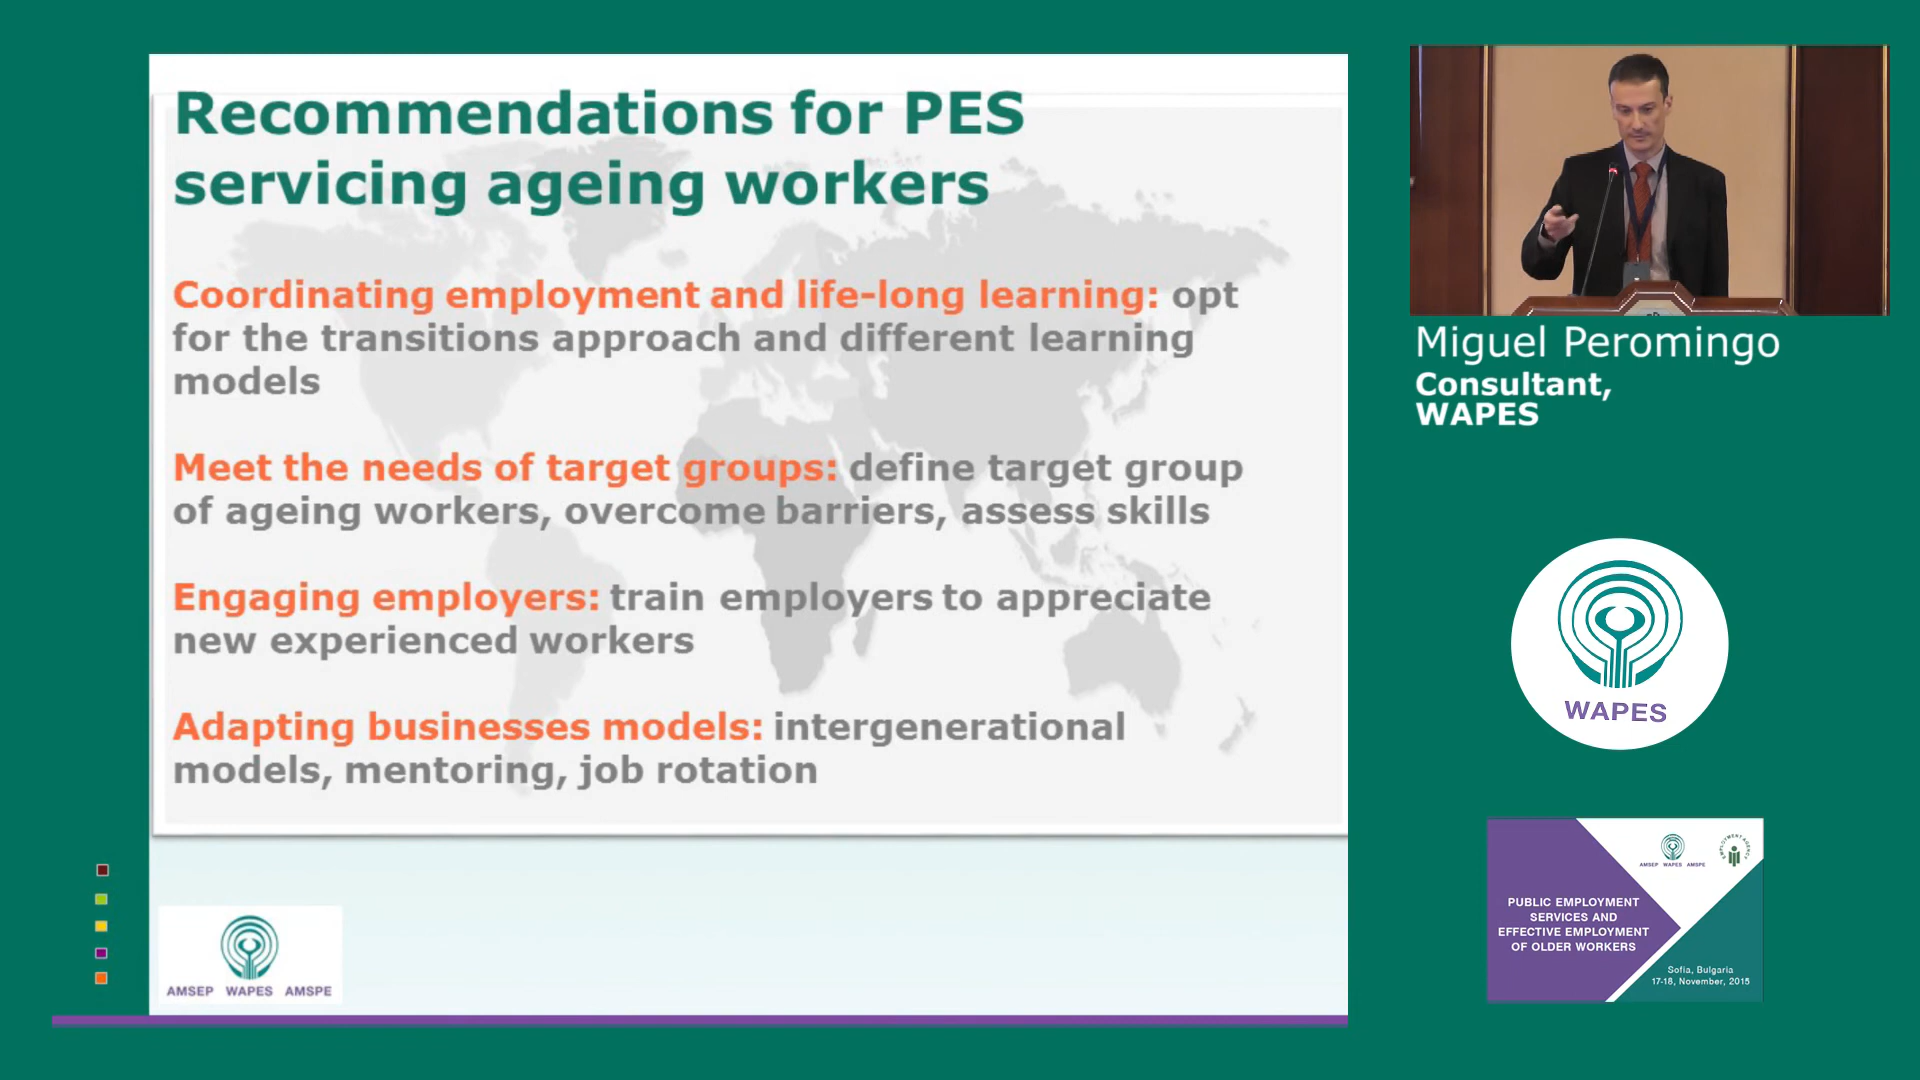 Recommendations for PES
servicing ageing workers
Coordinating employment and life-long learning: opt
for the transitions approach and different learning
models
Meet the needs of target groups: define target group
of ageing workers, overcome barriers, assess skills
Engaging employers: train employers to appreciate
new experienced workers
Adapting businesses models: intergenerational
models, mentoring, job rotation
AMSEP WAPES AMSPE
Miguel Peromingo
Consultant,
WAPES
WAPES
AMSEP WAPES AMSPE
EMPLOYMENT AGENCY
PUBLIC EMPLOYMENT
SERVICES AND
EFFECTIVE EMPLOYMENT
OF OLDER WORKERS
Sofia, Bulgaria
17-18, November, 2015